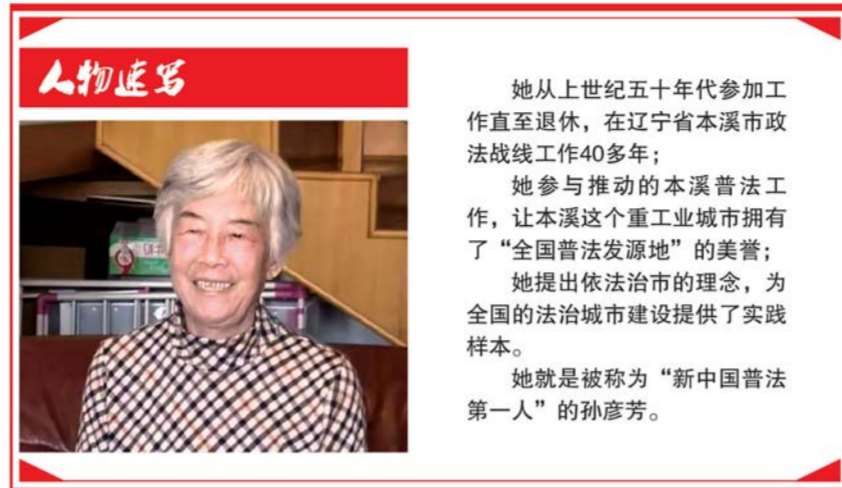 人物速写
她从上世纪五十年代参加工
作直至退休，在辽宁省本溪市政
法战线工作40多年；
她参与推动的本溪普法工
作，让本溪这个重工业城市拥有
了“全国普法发源地”的美誉；
她提出依法治市的理念，为
全国的法治城市建设提供了实践
样本。
她就是被称为“新中国普法
第一人”的孙彦芳。